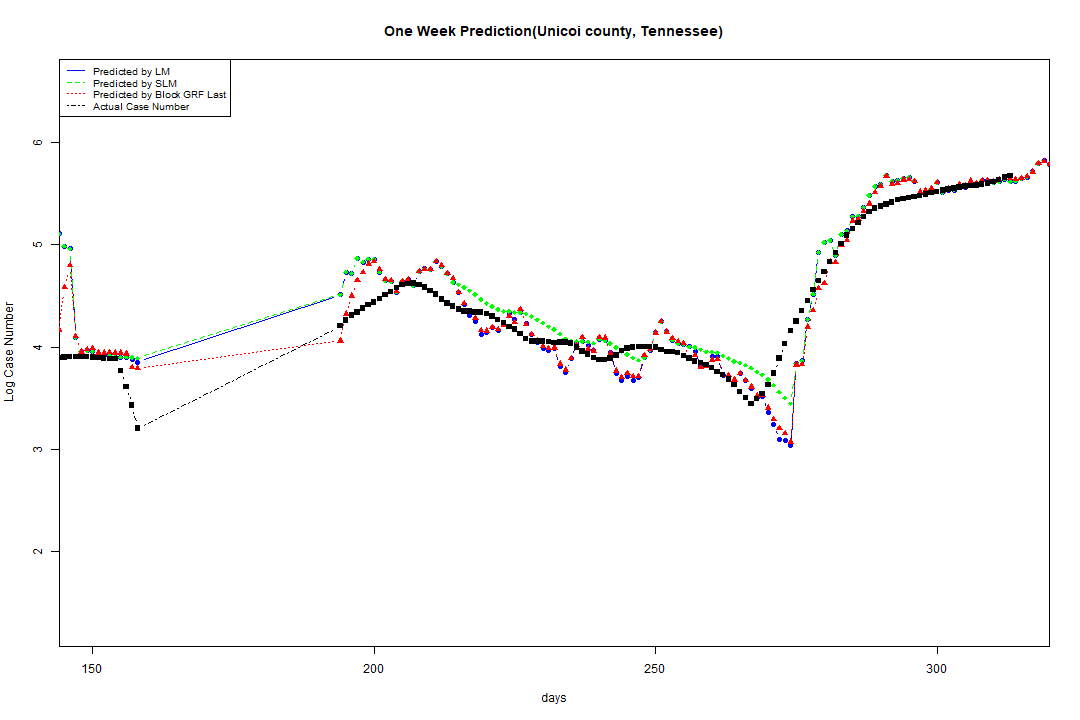 One Week Prediction(Unicoi county, Tennessee)
Predicted by LM
Predicted by SLM
Predicted by Block GRF Last
Actual Case Number
6
5
4
3
2
Log Case Number
150 200 250 300
days